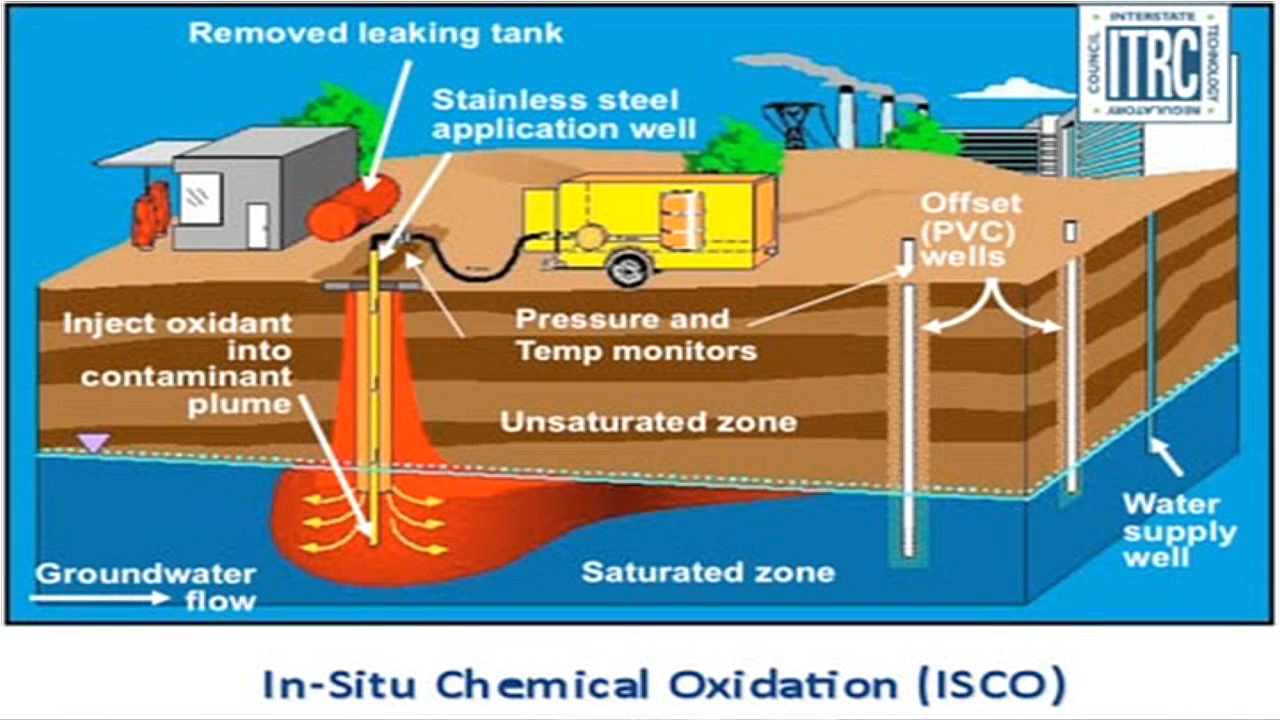 Removed leaking tank
Stainless steel
application well
INTERSTATE
COUNCIL
ITRC
TECHNOLOGY
REGULATORY
Offset
(PVC)
wells
Inject oxidant
into
contaminant
plume
Pressure and
Temp monitors
Unsaturated zone
Water
supply
well
Groundwater
flow
Saturated zone
In-Situ Chemical Oxidation (ISCO)